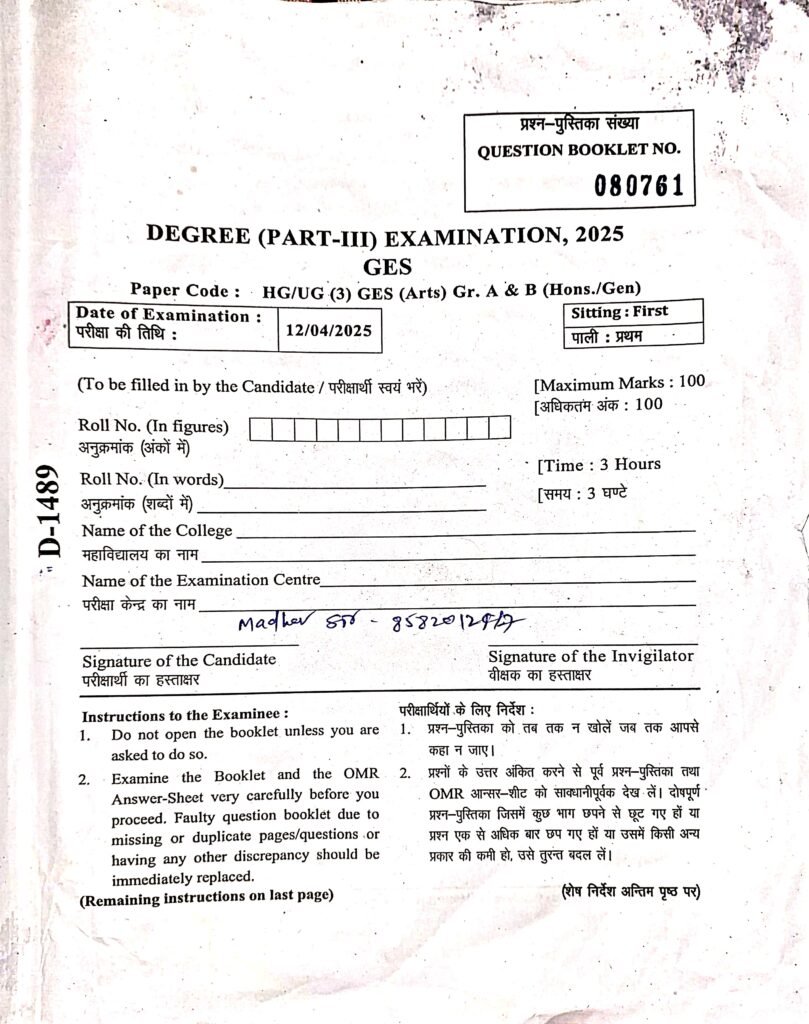 प्रश्न–पुस्तिका संख्या
QUESTION BOOKLET NO.
080761
DEGREE (PART-III) EXAMINATION, 2025
GES
Paper Code : HG/UG (3) GES (Arts) Gr. A & B (Hons./Gen)
Date of Examination :
परीक्षा की तिथि :
12/04/2025
Sitting : First
पाली : प्रथम
(To be filled in by the Candidate / परीक्षार्थी स्वयं भरें)
[Maximum Marks : 100
[अधिकतम अंक : 100
Roll No. (In figures)
अनुक्रमांक (अंकों में)
[Time : 3 Hours
[समय : 3 घण्टे
Roll No. (In words)
अनुक्रमांक (शब्दों में)
D-1489
Name of the College
महाविद्यालय का नाम
Name of the Examination Centre
परीक्षा केन्द्र का नाम
Madhav
Signature of the Candidate
परीक्षार्थी का हस्ताक्षर
Signature of the Invigilator
वीक्षक का हस्ताक्षर
Instructions to the Examinee :
1. Do not open the booklet unless you are
asked to do so.
2. Examine the Booklet and the OMR
Answer-Sheet very carefully before you
proceed. Faulty question booklet due to
missing or duplicate pages/questions or
having any other discrepancy should be
immediately replaced.
(Remaining instructions on last page)
परीक्षार्थियों के लिए निर्देश :
1. प्रश्न–पुस्तिका को तब तक न खोलें जब तक आपसे
कहा न जाए।
2. प्रश्नों के उत्तर अंकित करने से पूर्व प्रश्न–पुस्तिका तथा
OMR आन्सर–शीट को सावधानीपूर्वक देख लें। दोषपूर्ण
प्रश्न–पुस्तिका जिसमें कुछ भाग छपने से छूट गए हों या
प्रश्न एक से अधिक बार छप गए हों या उसमें किसी अन्य
प्रकार की कमी हो, उसे तुरन्त बदल लें।
(शेष निर्देश अन्तिम पृष्ठ पर)